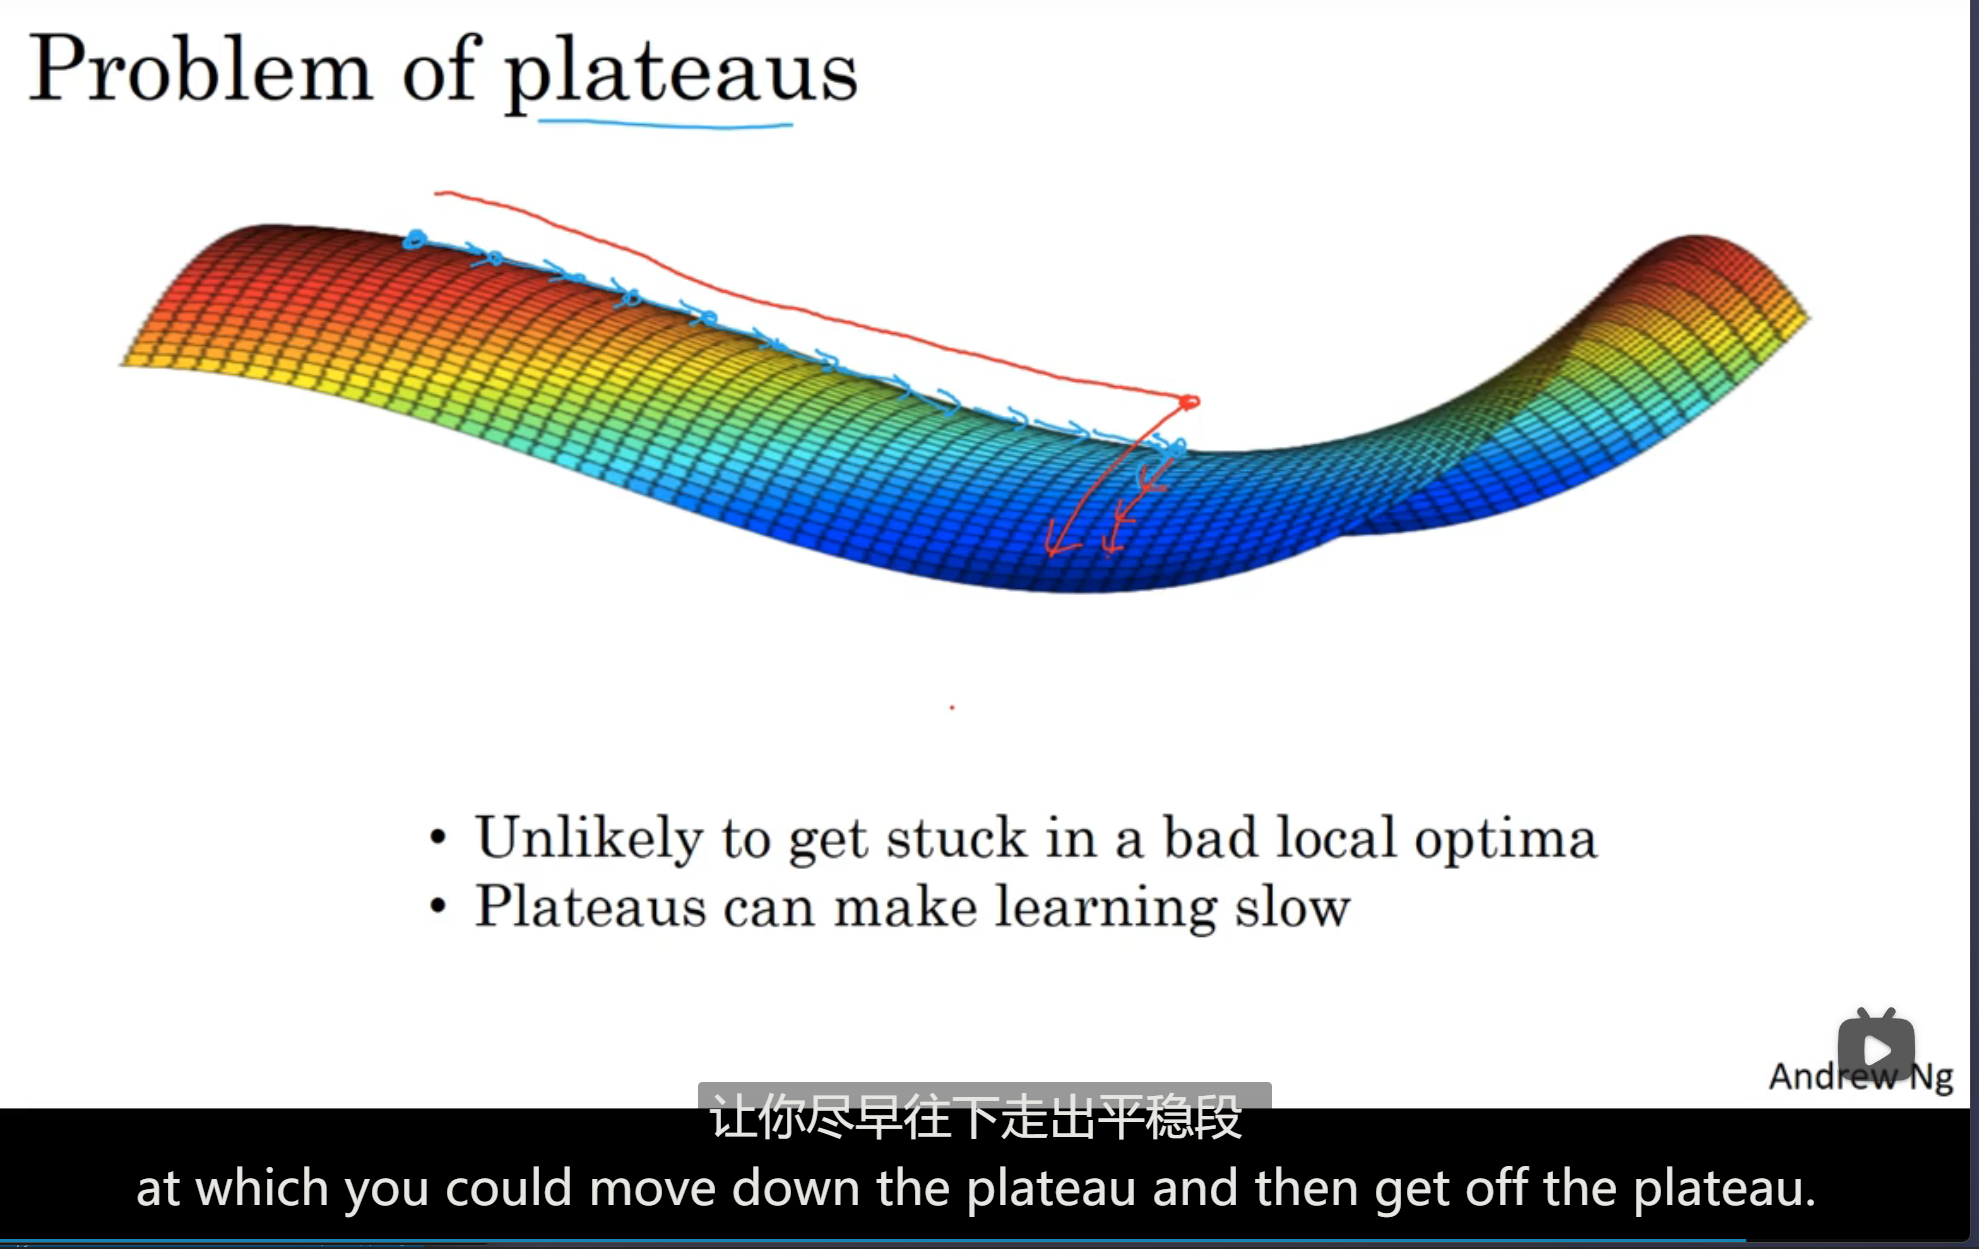 Problem of plateaus
• Unlikely to get stuck in a bad local optima
• Plateaus can make learning slow
Andrew Ng
让你尽早往下走出平稳段
at which you could move down the plateau and then get off the plateau.